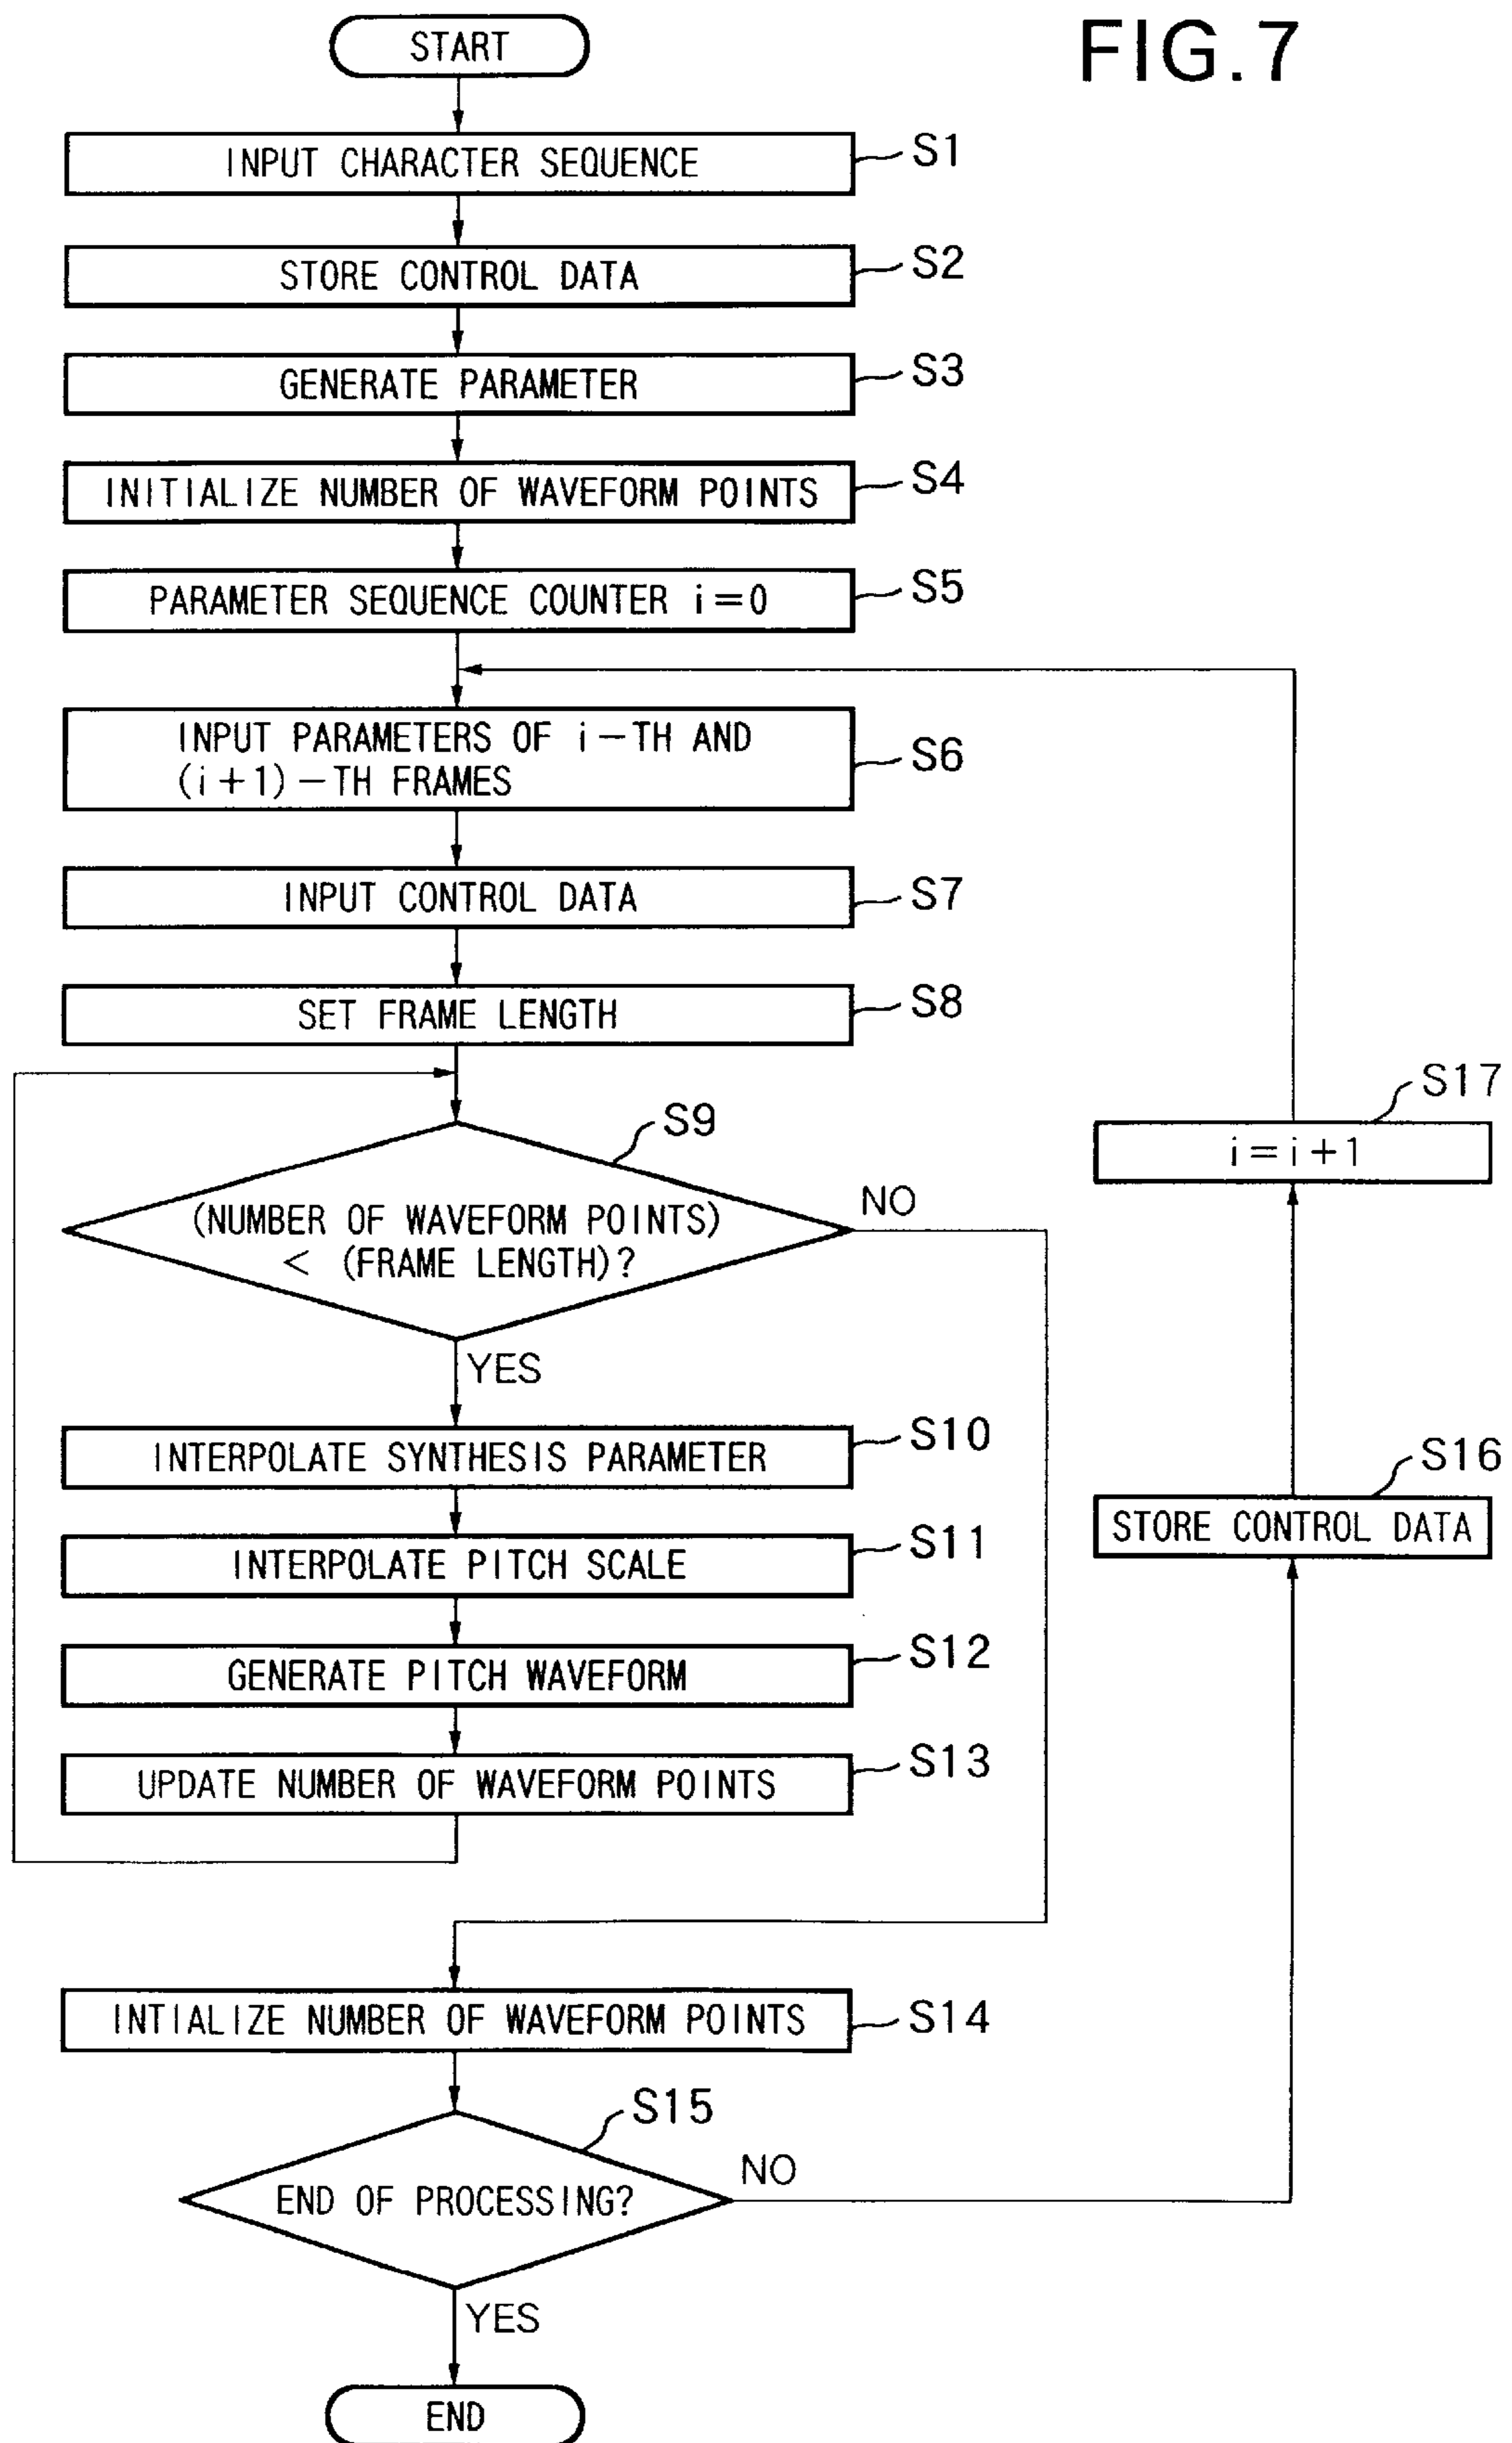 FIG.7
START
INPUT CHARACTER SEQUENCE
S1
STORE CONTROL DATA
S2
GENERATE PARAMETER
S3
INITIALIZE NUMBER OF WAVEFORM POINTS
S4
PARAMETER SEQUENCE COUNTER i=0
S5
INPUT PARAMETERS OF i-TH AND
(i+1)-TH FRAMES
S6
INPUT CONTROL DATA
S7
SET FRAME LENGTH
S8
S9
(NUMBER OF WAVEFORM POINTS)
< (FRAME LENGTH)?
NO
YES
INTERPOLATE SYNTHESIS PARAMETER
S10
INTERPOLATE PITCH SCALE
S11
GENERATE PITCH WAVEFORM
S12
UPDATE NUMBER OF WAVEFORM POINTS
S13
INTIALIZE NUMBER OF WAVEFORM POINTS
S14
S15
END OF PROCESSING?
NO
YES
END
S16
STORE CONTROL DATA
S17
i=i+1